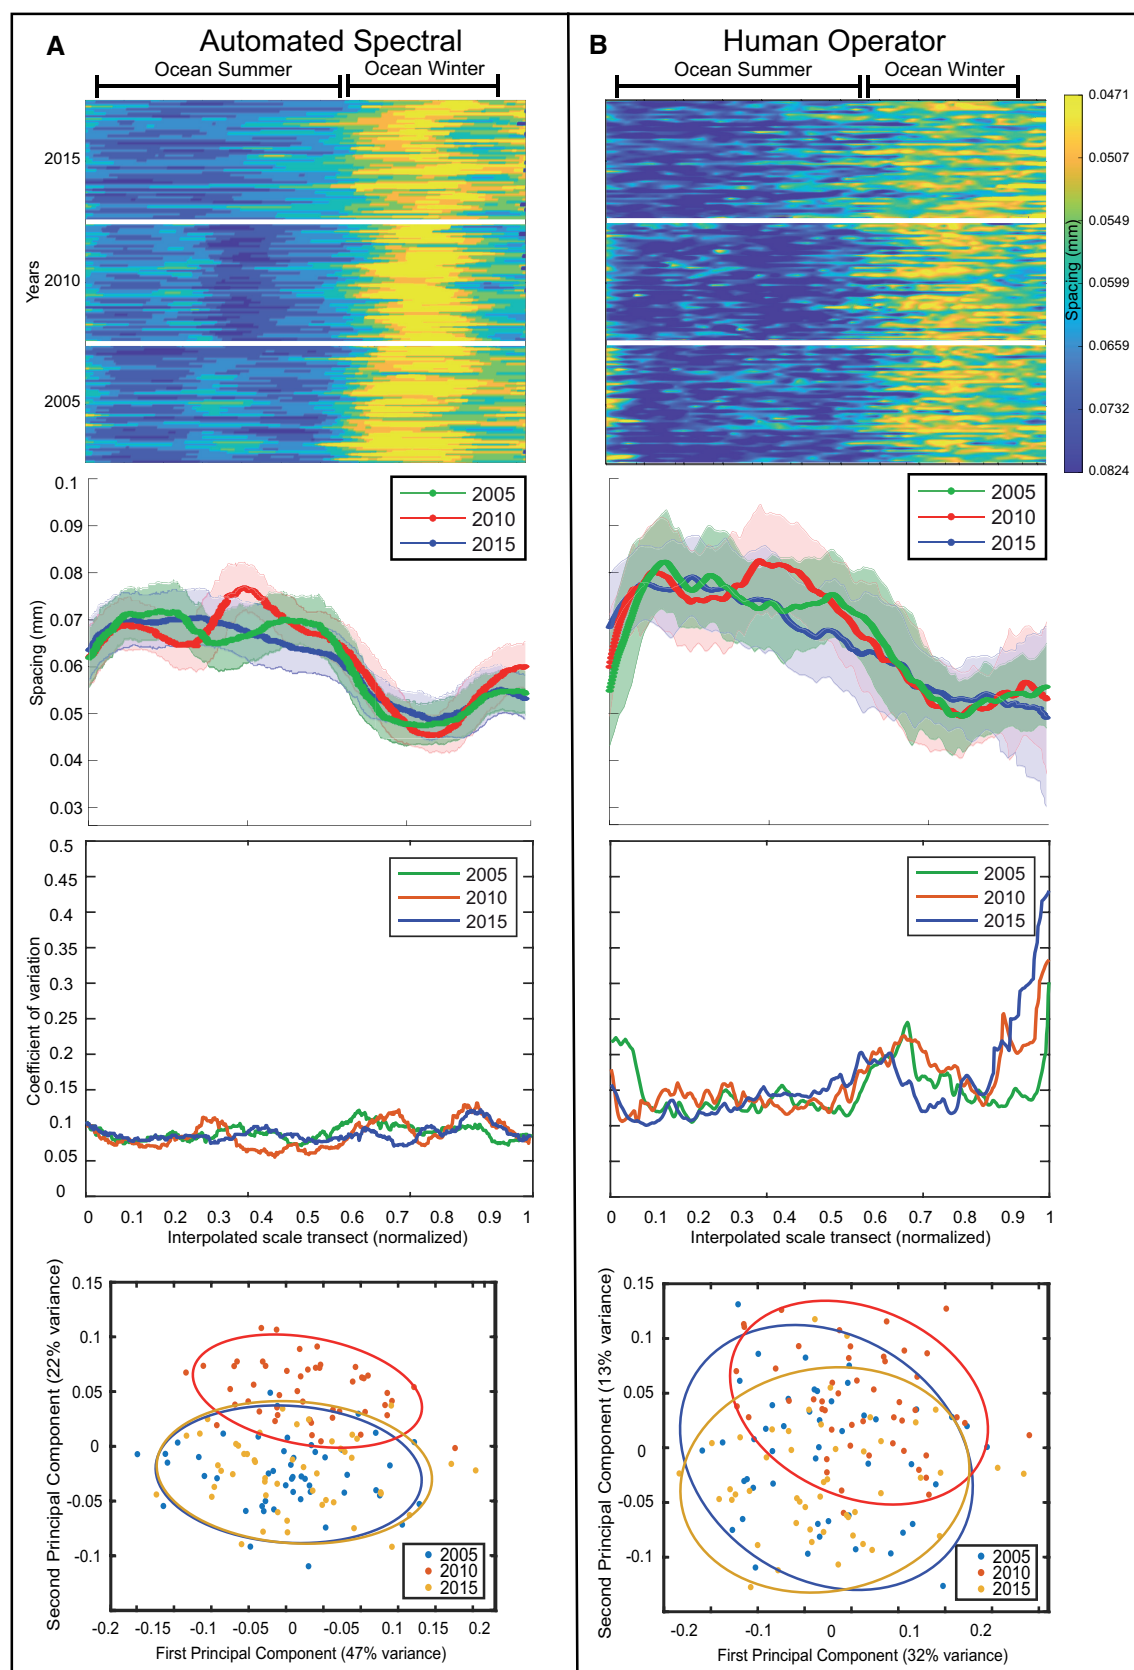 A
Automated Spectral
Ocean Summer
Ocean Winter
2015
2010
2005
Years
B
Human Operator
Ocean Summer
Ocean Winter
0.0471
0.0507
0.0549
0.0599
0.0659
0.0732
0.0824
Spacing (mm)
0.1
0.09
0.08
0.07
0.06
0.05
0.04
0.03
Spacing (mm)
2005
2010
2015
2005
2010
2015
0.5
0.45
0.4
0.35
0.3
0.25
0.2
0.15
0.1
0.05
0
Coefficient of variation
2005
2010
2015
0 0.1 0.2 0.3 0.4 0.5 0.6 0.7 0.8 0.9 1
Interpolated scale transect (normalized)
2005
2010
2015
0 0.1 0.2 0.3 0.4 0.5 0.6 0.7 0.8 0.9 1
Interpolated scale transect (normalized)
0.15
0.1
0.05
0
-0.05
-0.1
Second Principal Component (22% variance)
2005
2010
2015
-0.2 -0.15 -0.1 -0.05 0 0.05 0.1 0.15 0.2
First Principal Component (47% variance)
0.15
0.1
0.05
0
-0.05
-0.1
Second Principal Component (13% variance)
2005
2010
2015
-0.2 -0.1 0 0.1 0.2
First Principal Component (32% variance)